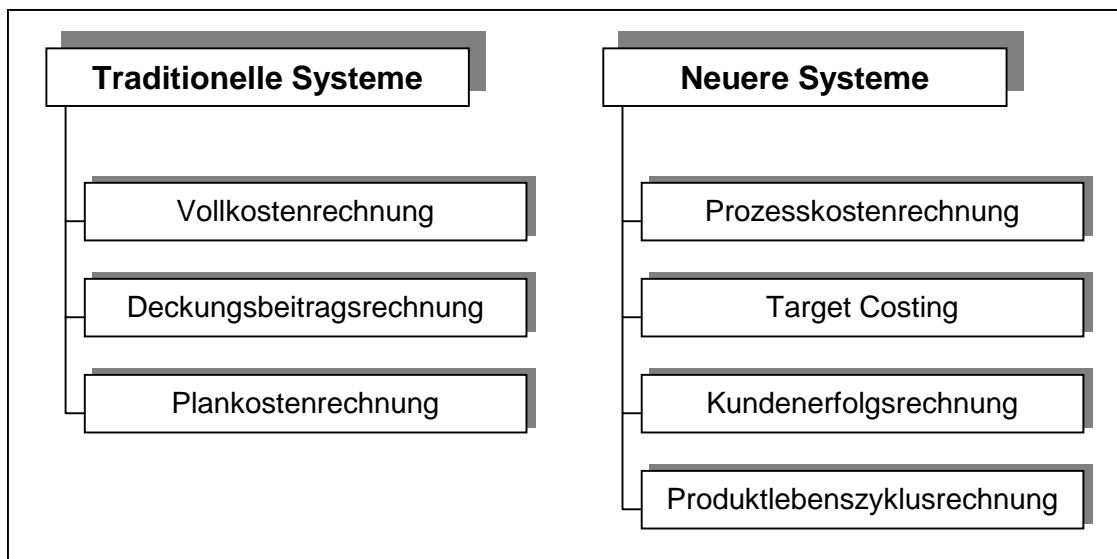 Traditionelle Systeme
Vollkostenrechnung
Deckungsbeitragsrechnung
Plankostenrechnung
Neuere Systeme
Prozesskostenrechnung
Target Costing
Kundenerfolgsrechnung
Produktlebenszyklusrechnung